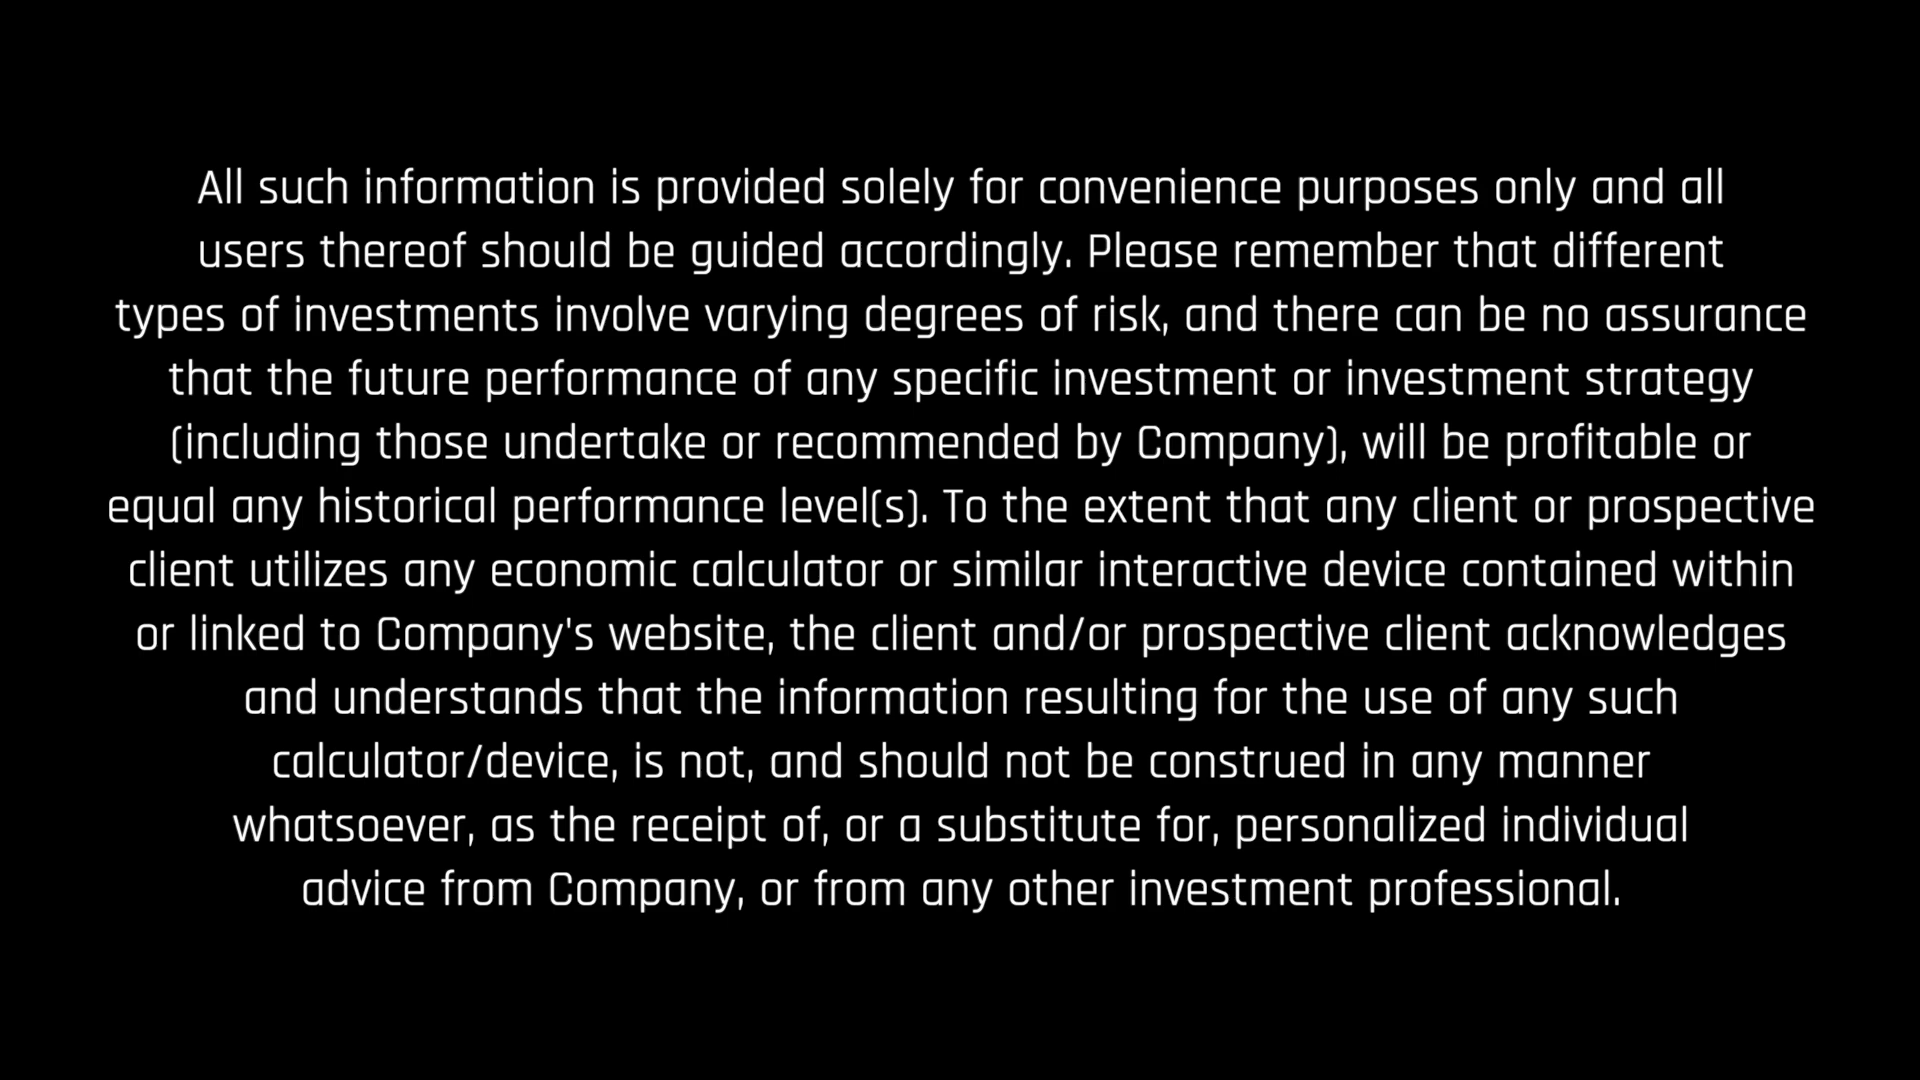 All such information is provided solely for convenience purposes only and all
users thereof should be guided accordingly. Please remember that different
types of investments involve varying degrees of risk, and there can be no assurance
that the future performance of any specific investment or investment strategy
(including those undertake or recommended by Company), will be profitable or
equal any historical performance level(s). To the extent that any client or prospective
client utilizes any economic calculator or similar interactive device contained within
or linked to Company's website, the client and/or prospective client acknowledges
and understands that the information resulting for the use of any such
calculator/device, is not, and should not be construed in any manner
whatsoever, as the receipt of, or a substitute for, personalized individual
advice from Company, or from any other investment professional.